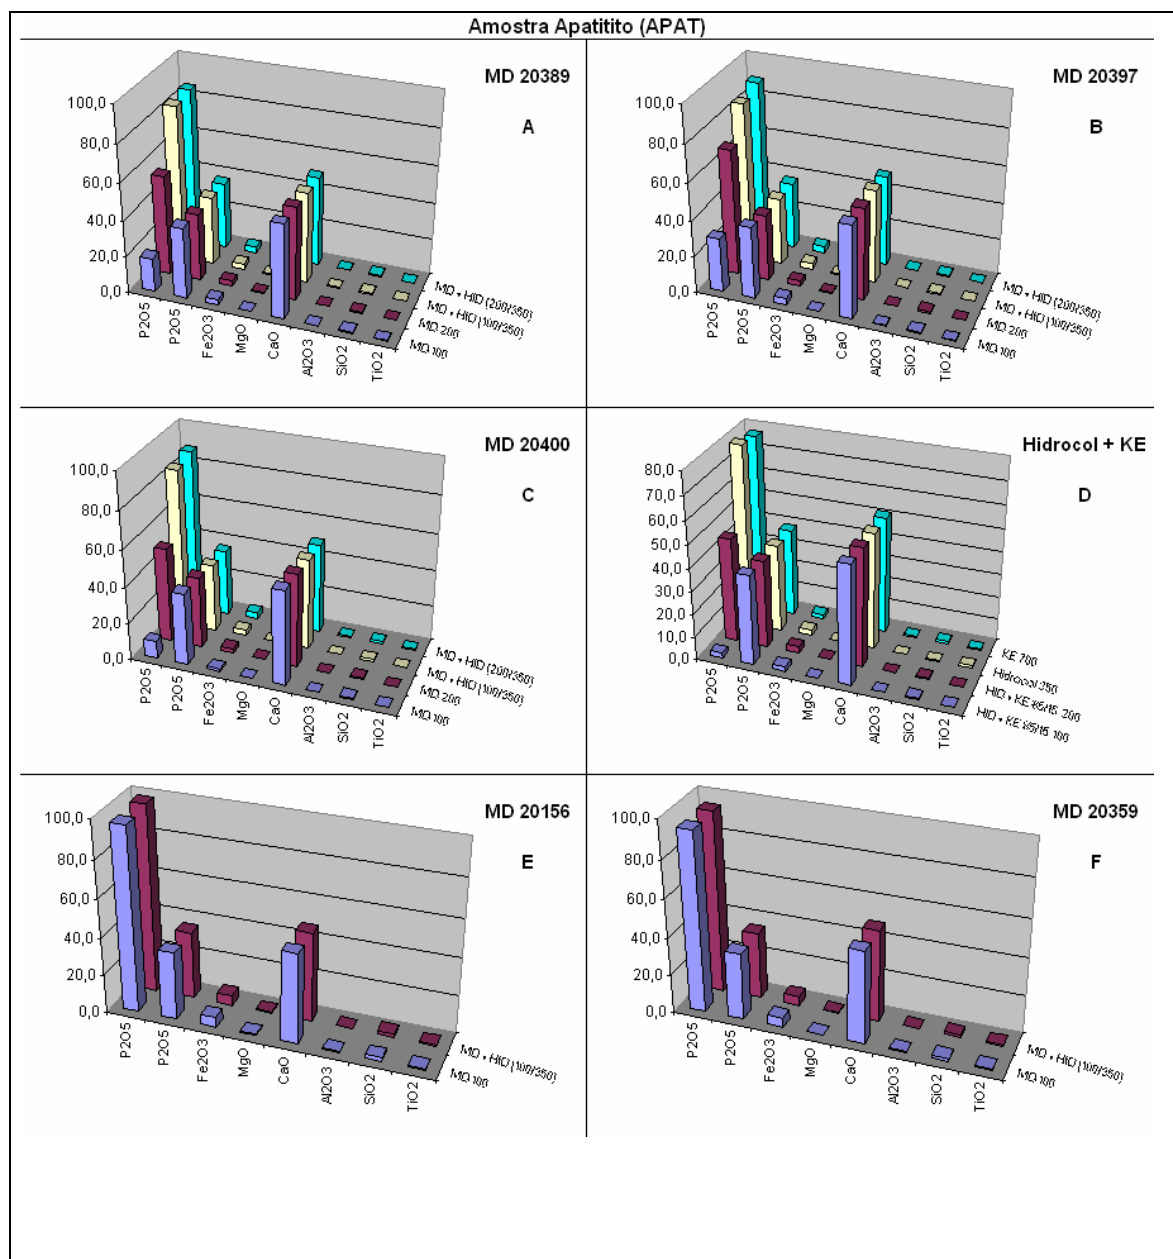 Amostra Apatitito (APAT)
MD 20389
A
100,0
80,0
60,0
40,0
20,0
0,0
P2O5
P2O5
Fe2O3
MgO
CaO
Al2O3
SiO2
TiO2
MD + HID (200/350)
MD + HID (100/350)
MD 200
MD 100
MD 20397
B
100,0
80,0
60,0
40,0
20,0
0,0
P2O5
P2O5
Fe2O3
MgO
CaO
Al2O3
SiO2
TiO2
MD + HID (200/350)
MD + HID (100/350)
MD 200
MD 100
MD 20400
C
100,0
80,0
60,0
40,0
20,0
0,0
P2O5
P2O5
Fe2O3
MgO
CaO
Al2O3
SiO2
TiO2
MD + HID (200/350)
MD + HID (100/350)
MD 200
MD 100
Hidrocol + KE
D
80,0
70,0
60,0
50,0
40,0
30,0
20,0
10,0
0,0
P2O5
P2O5
Fe2O3
MgO
CaO
Al2O3
SiO2
TiO2
KE 700
Hidrocol 350
HID + KE 85/15 200
HID + KE 85/15 100
MD 20156
E
100,0
80,0
60,0
40,0
20,0
0,0
P2O5
P2O5
Fe2O3
MgO
CaO
Al2O3
SiO2
TiO2
MD + HID (100/350)
MD 100
MD 20359
F
100,0
80,0
60,0
40,0
20,0
0,0
P2O5
P2O5
Fe2O3
MgO
CaO
Al2O3
SiO2
TiO2
MD + HID (100/350)
MD 100